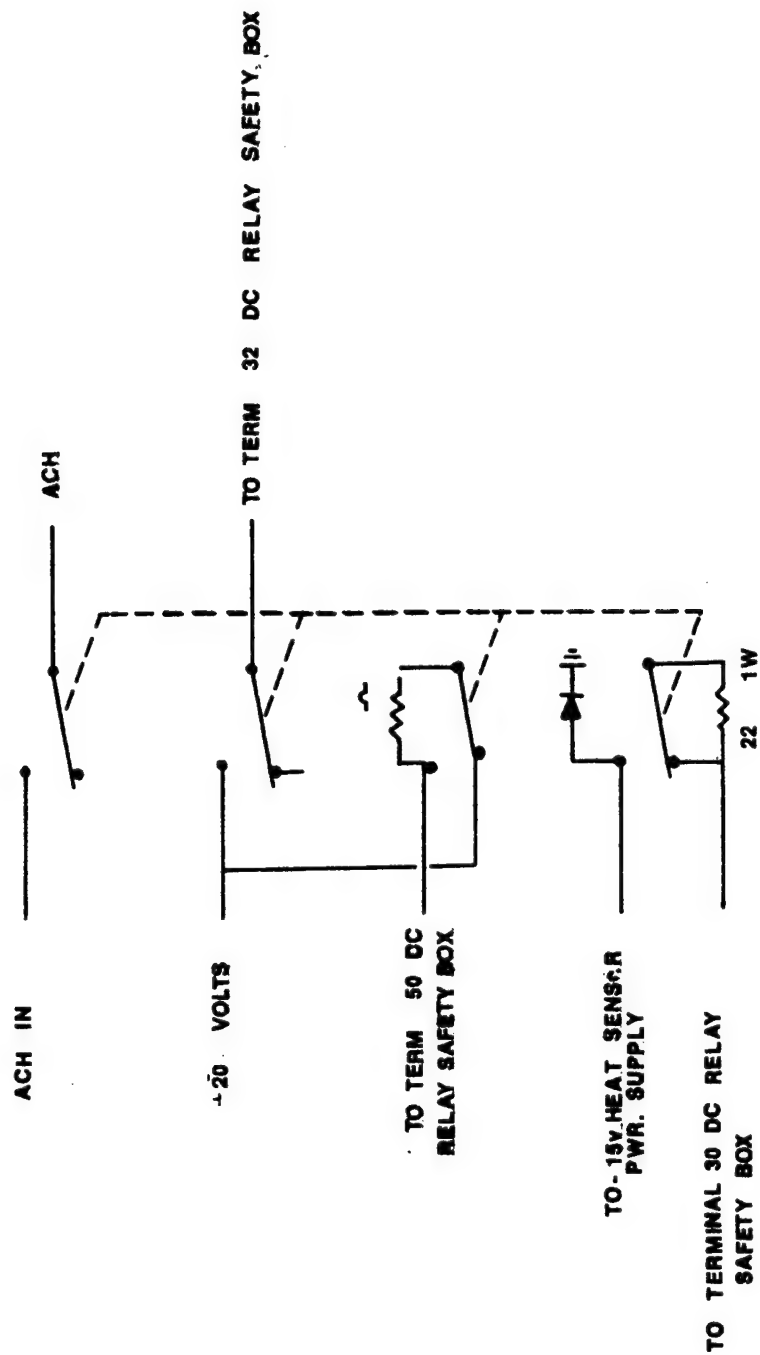 ACH IN
ACH
+20 VOLTS
TO TERM 32 DC RELAY SAFETY BOX
TO TERM 50 DC
RELAY SAFETY BOX
TO - 15V HEAT SENSOR
PWR. SUPPLY
TO TERMINAL 30 DC RELAY
SAFETY BOX
22 1W